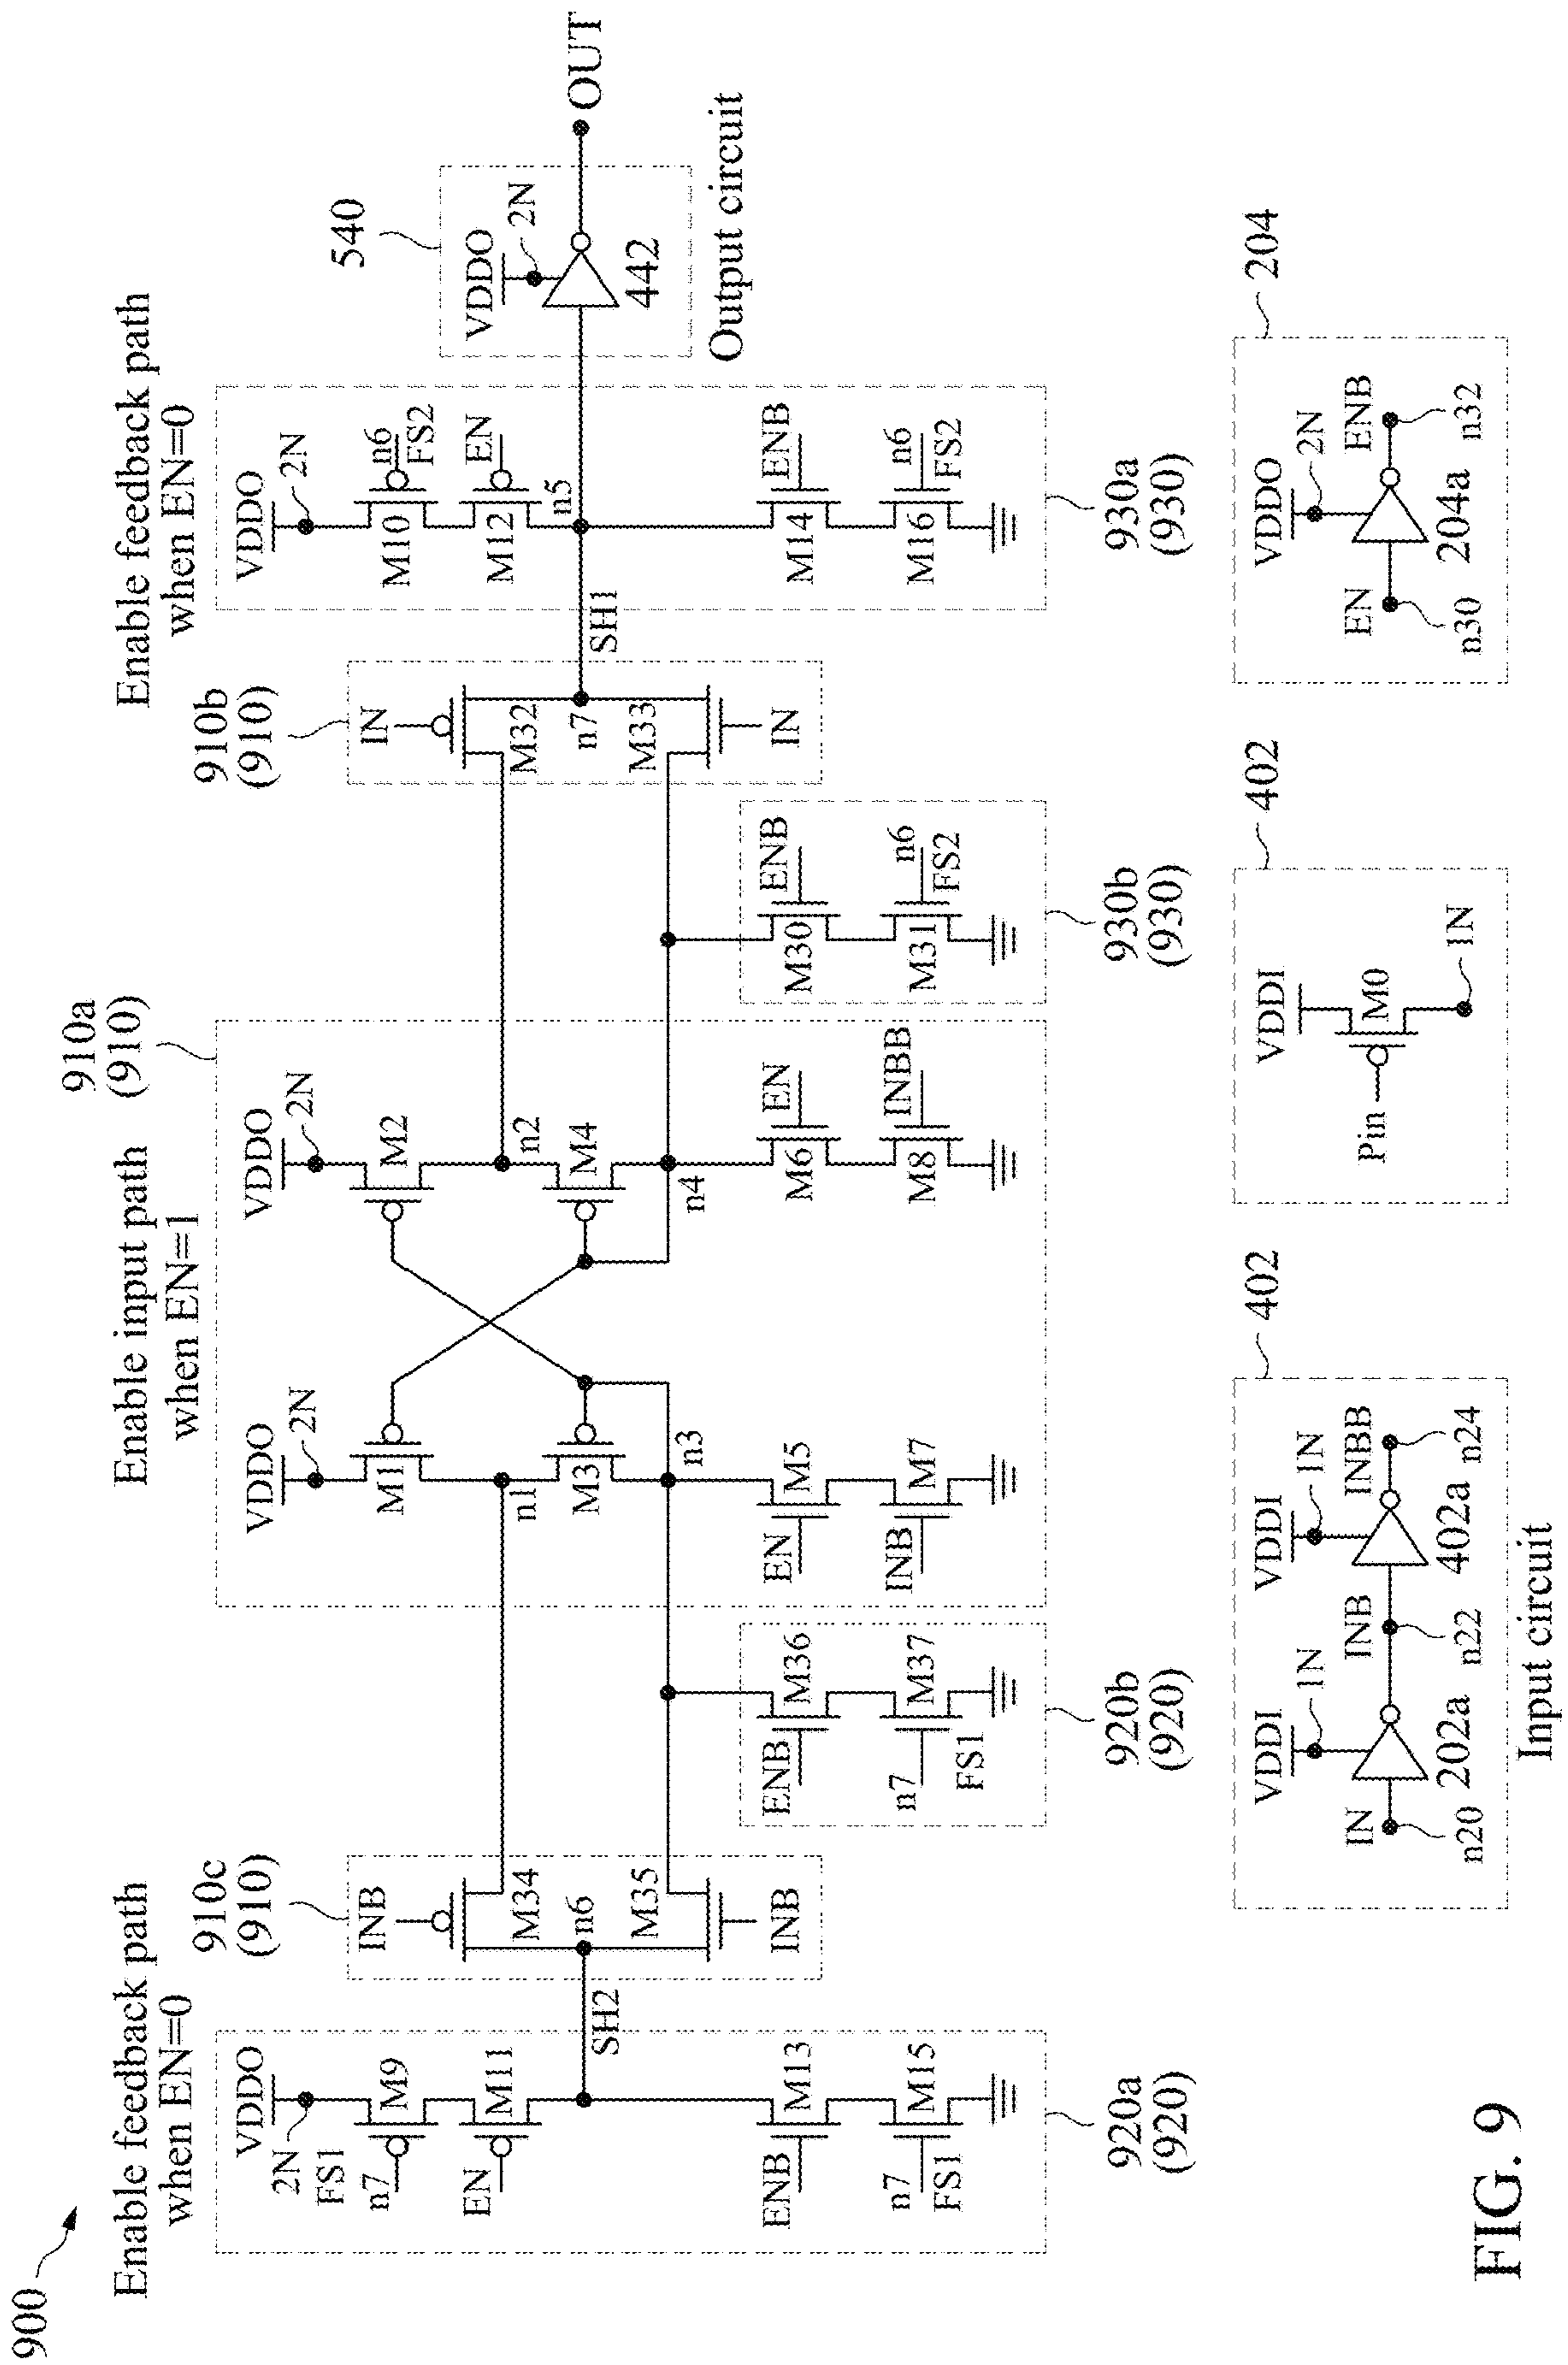 900
Enable feedback path
when EN=0
Enable input path
when EN=1
Enable feedback path
when EN=0
920a
(920)
VDDO
2N
FS1
n7
M9
EN
M11
SH2
ENB
M13
n7
FS1
M15
910c
(910)
INB
M34
n6
M35
INB
920b
(920)
ENB
M36
n7
FS1
M37
910a
(910)
VDDO
2N
M1
n1
M3
n3
EN
M5
INB
M7
VDDO
2N
M2
n2
M4
n4
EN
M6
INBB
M8
930b
(930)
ENB
M30
n6
FS2
M31
910b
(910)
IN
M32
n7
M33
IN
SH1
930a
(930)
VDDO
2N
n6
FS2
M10
EN
M12
n5
ENB
M14
n6
FS2
M16
540
VDDO
2N
442
OUT
Output circuit
402
VDDI
1N
IN
n20
202a
INB
n22
VDDI
1N
402a
INBB
n24
Input circuit
402
VDDI
Pin
M0
1N
204
VDDO
2N
EN
n30
204a
ENB
n32
FIG. 9